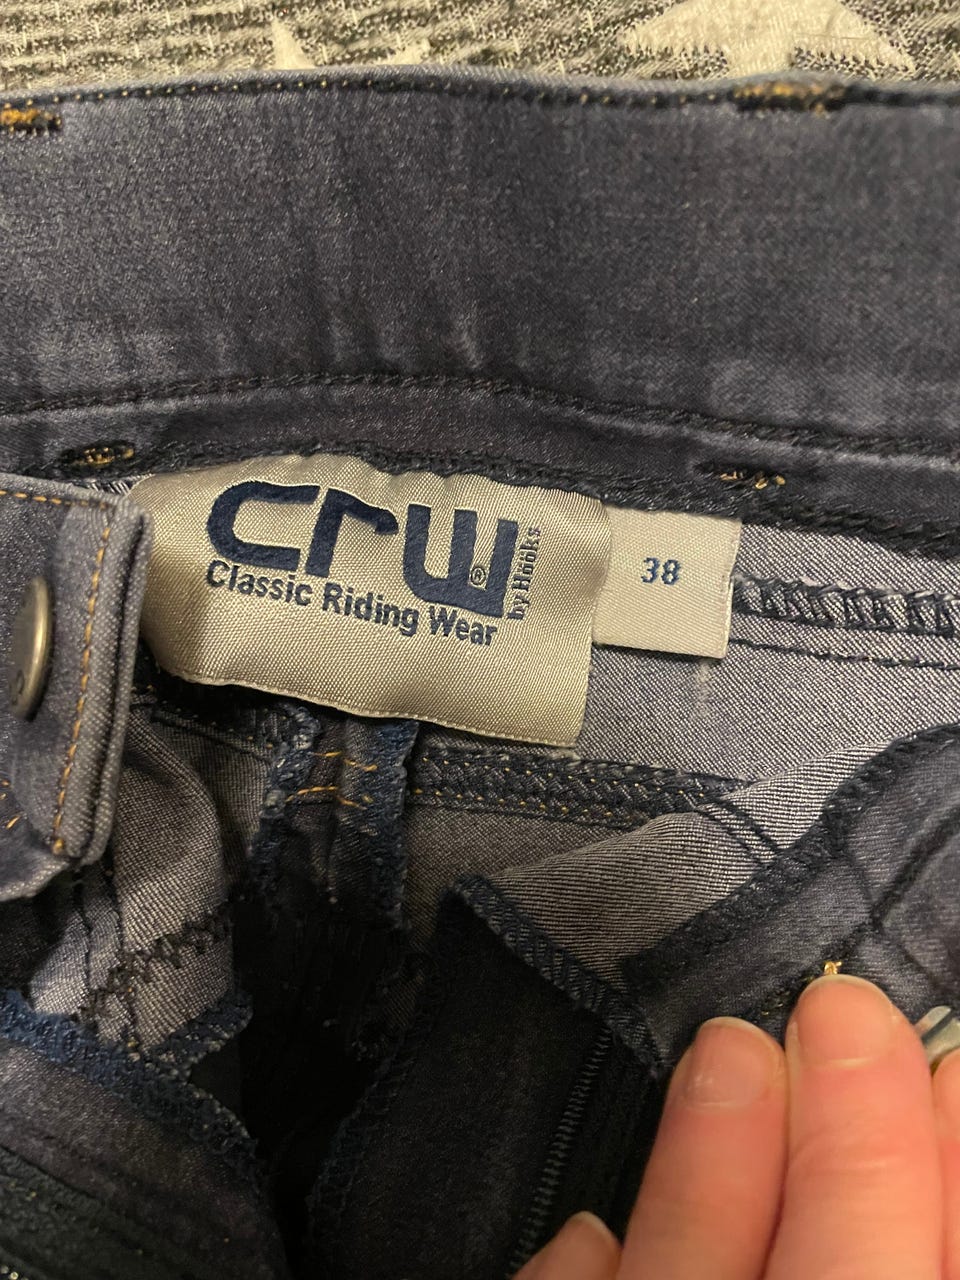 crw®
by Hööks
Classic Riding Wear
38